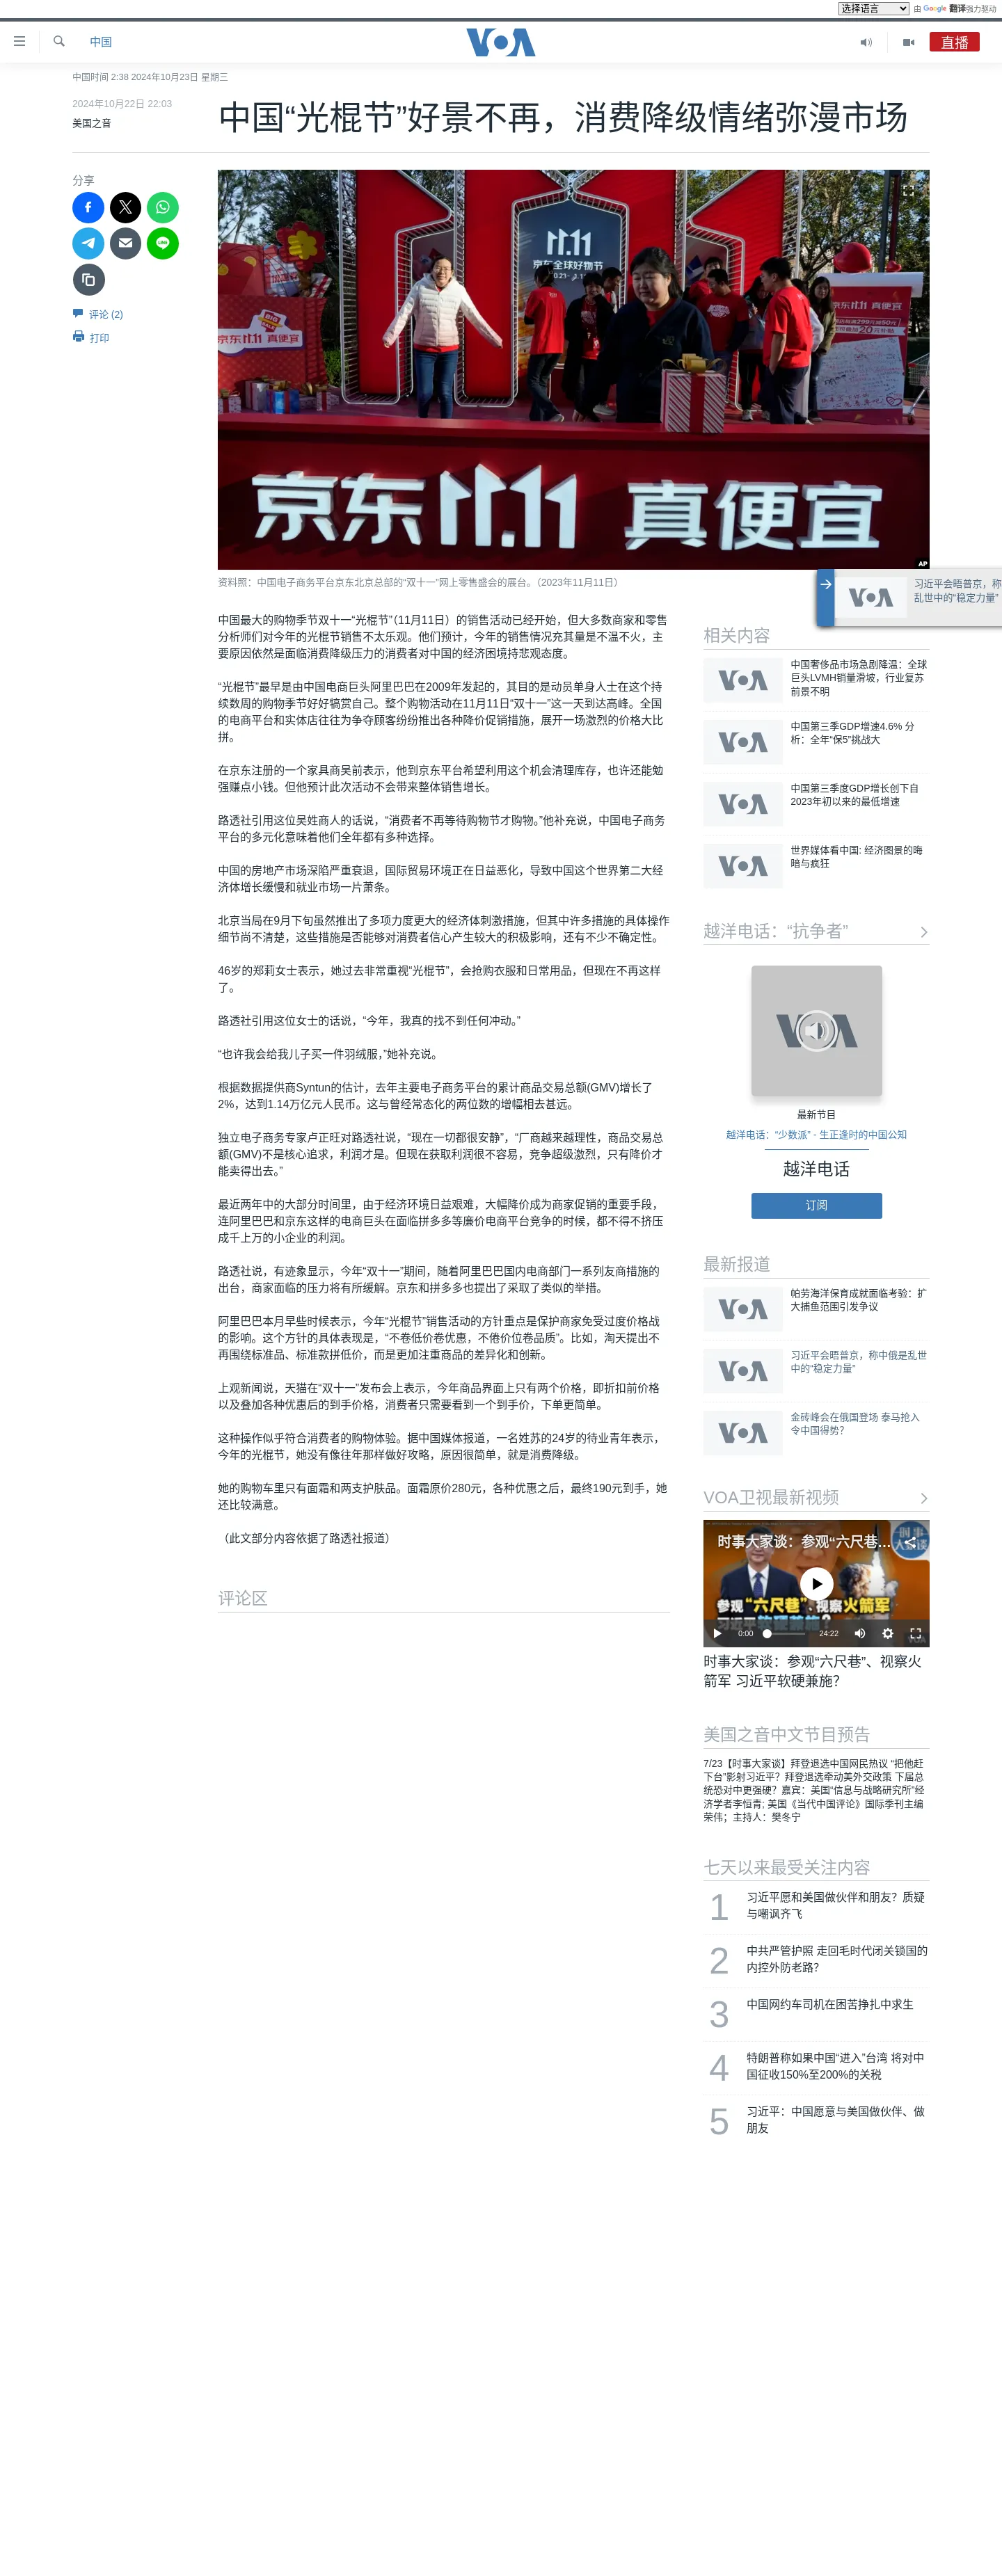 选择语言
由 Google 翻译强力驱动
中国
VOA
直播
中国时间 2:38 2024年10月23日 星期三
2024年10月22日 22:03
美国之音
中国“光棍节”好景不再，消费降级情绪弥漫市场
分享
评论 (2)
打印
11.11
京东全球好物节
京东11.11 真便宜
京东11.11 真便宜
AP
资料照：中国电子商务平台京东北京总部的“双十一”网上零售盛会的展台。（2023年11月11日）
中国最大的购物季节双十一“光棍节”（11月11日）的销售活动已经开始，但大多数商家和零售
分析师们对今年的光棍节销售不太乐观。他们预计，今年的销售情况充其量是不温不火，主
要原因依然是面临消费降级压力的消费者对中国的经济困境持悲观态度。
“光棍节”最早是由中国电商巨头阿里巴巴在2009年发起的，其目的是动员单身人士在这个持
续数周的购物季节好好犒赏自己。整个购物活动在11月11日“双十一”这一天到达高峰。全国
的电商平台和实体店往往为争夺顾客纷纷推出各种降价促销措施，展开一场激烈的价格大比
拼。
在京东注册的一个家具商吴前表示，他到京东平台希望利用这个机会清理库存，也许还能勉
强赚点小钱。但他预计此次活动不会带来整体销售增长。
路透社引用这位吴姓商人的话说，“消费者不再等待购物节才购物。”他补充说，中国电子商务
平台的多元化意味着他们全年都有多种选择。
中国的房地产市场深陷严重衰退，国际贸易环境正在日益恶化，导致中国这个世界第二大经
济体增长缓慢和就业市场一片萧条。
北京当局在9月下旬虽然推出了多项力度更大的经济体刺激措施，但其中许多措施的具体操作
细节尚不清楚，这些措施是否能够对消费者信心产生较大的积极影响，还有不少不确定性。
46岁的郑莉女士表示，她过去非常重视“光棍节”，会抢购衣服和日常用品，但现在不再这样
了。
路透社引用这位女士的话说，“今年，我真的找不到任何冲动。”
“也许我会给我儿子买一件羽绒服，”她补充说。
根据数据提供商Syntun的估计，去年主要电子商务平台的累计商品交易总额(GMV)增长了
2%，达到1.14万亿元人民币。这与曾经常态化的两位数的增幅相去甚远。
独立电子商务专家卢正旺对路透社说，“现在一切都很安静”，“厂商越来越理性，商品交易总
额(GMV)不是核心追求，利润才是。但现在获取利润很不容易，竞争超级激烈，只有降价才
能卖得出去。”
最近两年中的大部分时间里，由于经济环境日益艰难，大幅降价成为商家促销的重要手段，
连阿里巴巴和京东这样的电商巨头在面临拼多多等廉价电商平台竞争的时候，都不得不挤压
成千上万的小企业的利润。
路透社说，有迹象显示，今年“双十一”期间，随着阿里巴巴国内电商部门一系列友商措施的
出台，商家面临的压力将有所缓解。京东和拼多多也提出了采取了类似的举措。
阿里巴巴本月早些时候表示，今年“光棍节”销售活动的方针重点是保护商家免受过度价格战
的影响。这个方针的具体表现是，“不卷低价卷优惠，不倦价位卷品质”。比如，淘天提出不
再围绕标准品、标准款拼低价，而是更加注重商品的差异化和创新。
上观新闻说，天猫在“双十一”发布会上表示，今年商品界面上只有两个价格，即折扣前价格
以及叠加各种优惠后的到手价格，消费者只需要看到一个到手价，下单更简单。
这种操作似乎符合消费者的购物体验。据中国媒体报道，一名姓苏的24岁的待业青年表示，
今年的光棍节，她没有像往年那样做好攻略，原因很简单，就是消费降级。
她的购物车里只有面霜和两支护肤品。面霜原价280元，各种优惠之后，最终190元到手，她
还比较满意。
（此文部分内容依据了路透社报道）
评论区
VOA
习近平会晤普京，称
乱世中的“稳定力量”
相关内容
VOA
中国奢侈品市场急剧降温：全球
巨头LVMH销量滑坡，行业复苏
前景不明
VOA
中国第三季GDP增速4.6% 分
析：全年“保5”挑战大
VOA
中国第三季度GDP增长创下自
2023年初以来的最低增速
VOA
世界媒体看中国: 经济图景的晦
暗与疯狂
越洋电话：“抗争者”
VOA
最新节目
越洋电话：“少数派” - 生正逢时的中国公知
越洋电话
订阅
最新报道
VOA
帕劳海洋保育成就面临考验：扩
大捕鱼范围引发争议
VOA
习近平会晤普京，称中俄是乱世
中的“稳定力量”
VOA
金砖峰会在俄国登场 泰马抢入
令中国得势？
VOA卫视最新视频
时事大家谈：参观“六尺巷...
参观“六尺巷”、视察火箭军
习近平软硬兼施?
0:00
24:22
时事大家谈：参观“六尺巷”、视察火
箭军 习近平软硬兼施？
美国之音中文节目预告
7/23【时事大家谈】拜登退选中国网民热议 “把他赶
下台”影射习近平？拜登退选牵动美外交政策 下届总
统恐对中更强硬？嘉宾：美国“信息与战略研究所”经
济学者李恒青; 美国《当代中国评论》国际季刊主编
荣伟；主持人：樊冬宁
七天以来最受关注内容
1
习近平愿和美国做伙伴和朋友？质疑
与嘲讽齐飞
2
中共严管护照 走回毛时代闭关锁国的
内控外防老路？
3
中国网约车司机在困苦挣扎中求生
4
特朗普称如果中国“进入”台湾 将对中
国征收150%至200%的关税
5
习近平：中国愿意与美国做伙伴、做
朋友